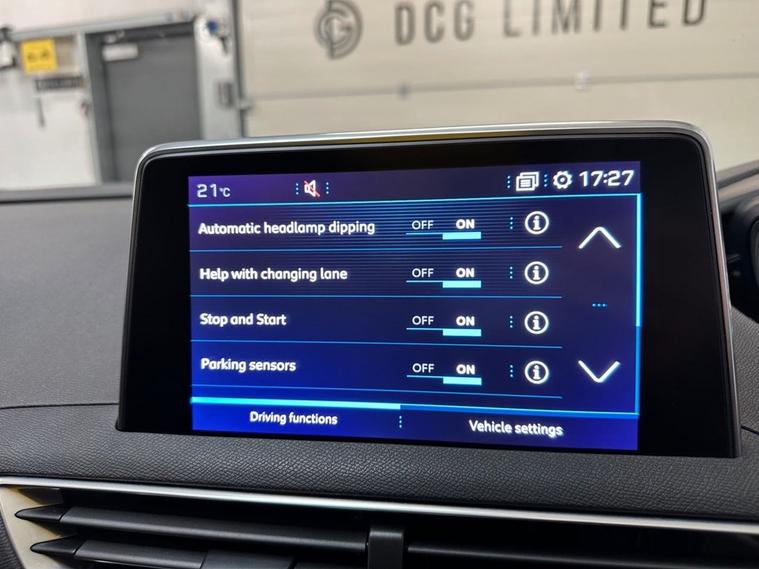 DCG LIMITED
21°C 17:27
Automatic headlamp dipping OFF ON
Help with changing lane OFF ON
Stop and Start OFF ON
Parking sensors OFF ON
Driving functions Vehicle settings